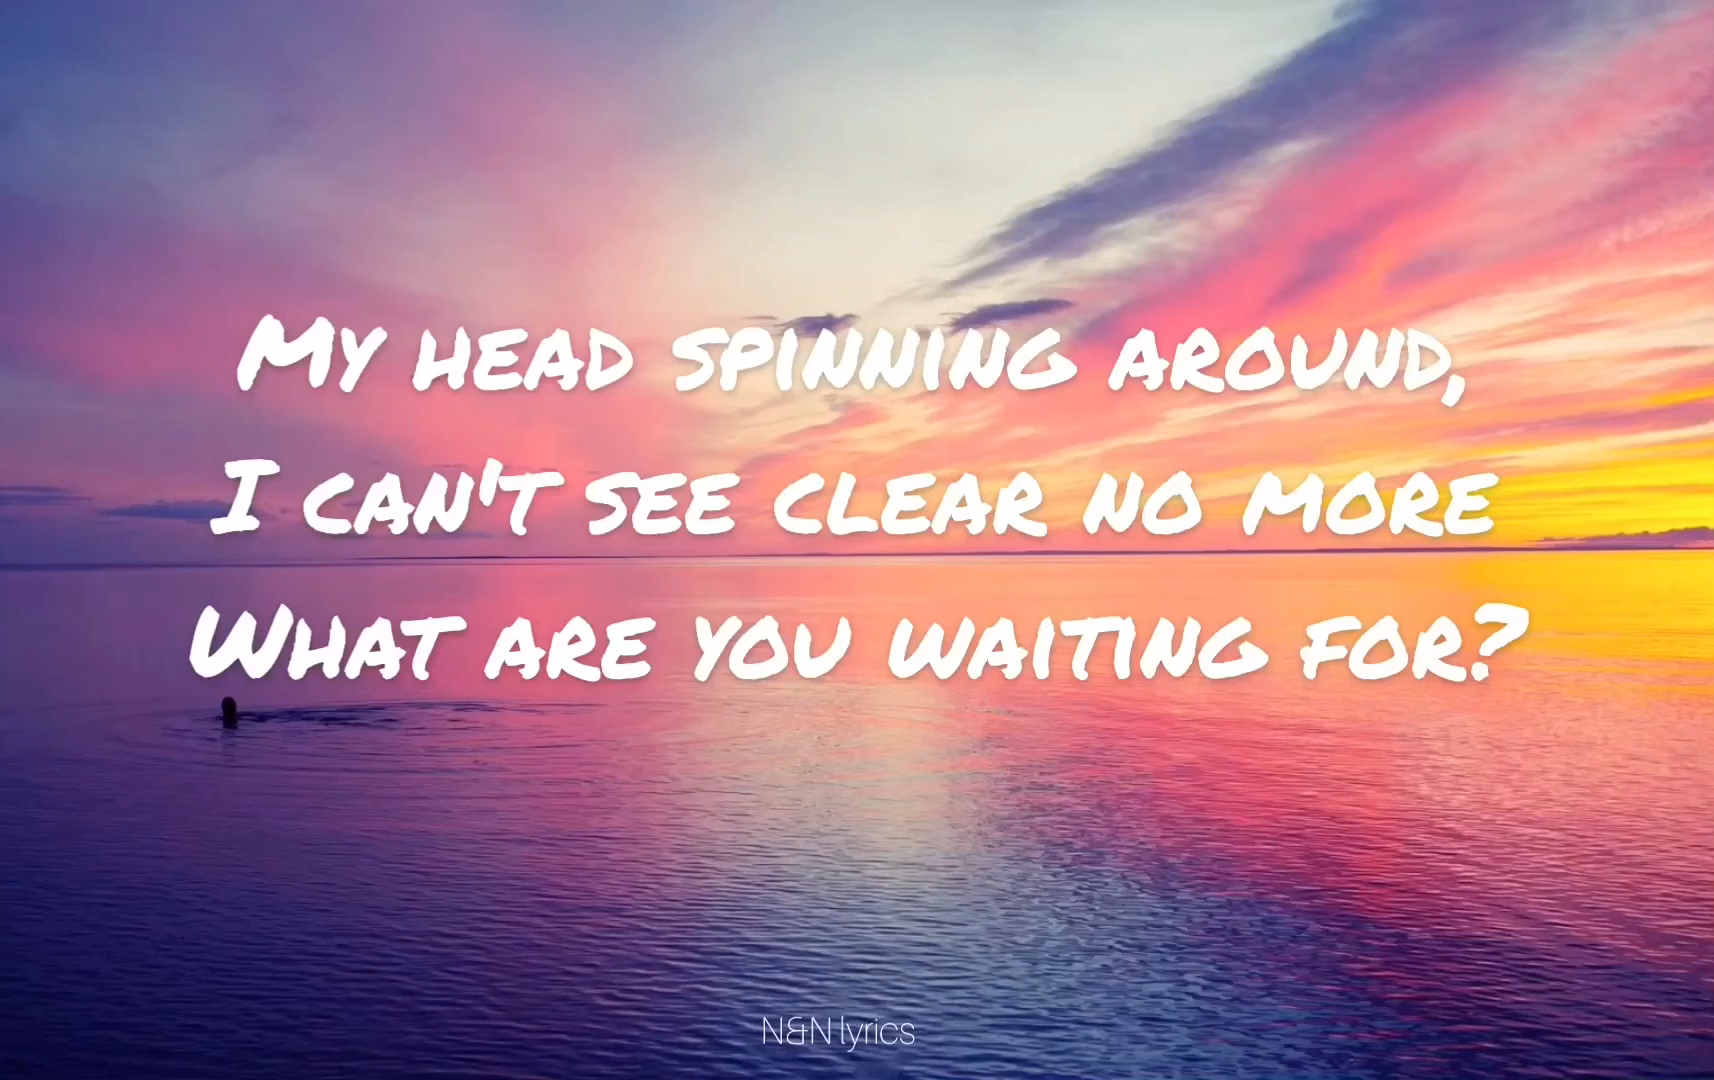 My head spinning around,
I can't see clear no more
What are you waiting for?
N&N lyrics